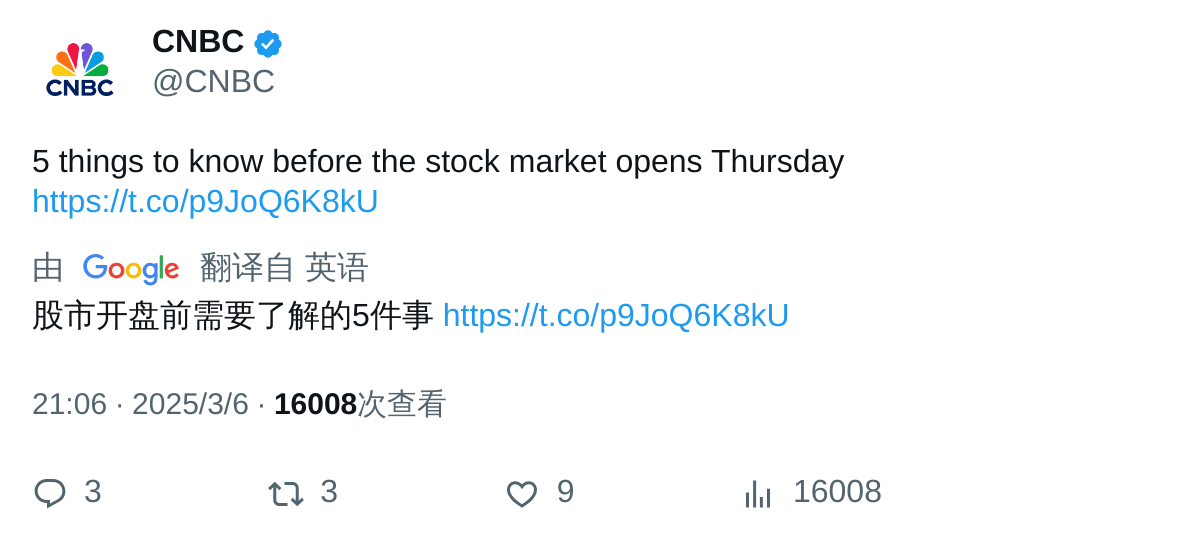 CNBC
CNBC
@CNBC
5 things to know before the stock market opens Thursday
https://t.co/p9JoQ6K8kU
由 Google 翻译自 英语
股市开盘前需要了解的5件事 https://t.co/p9JoQ6K8kU
21:06 · 2025/3/6 · 16008次查看
3 3 9 16008